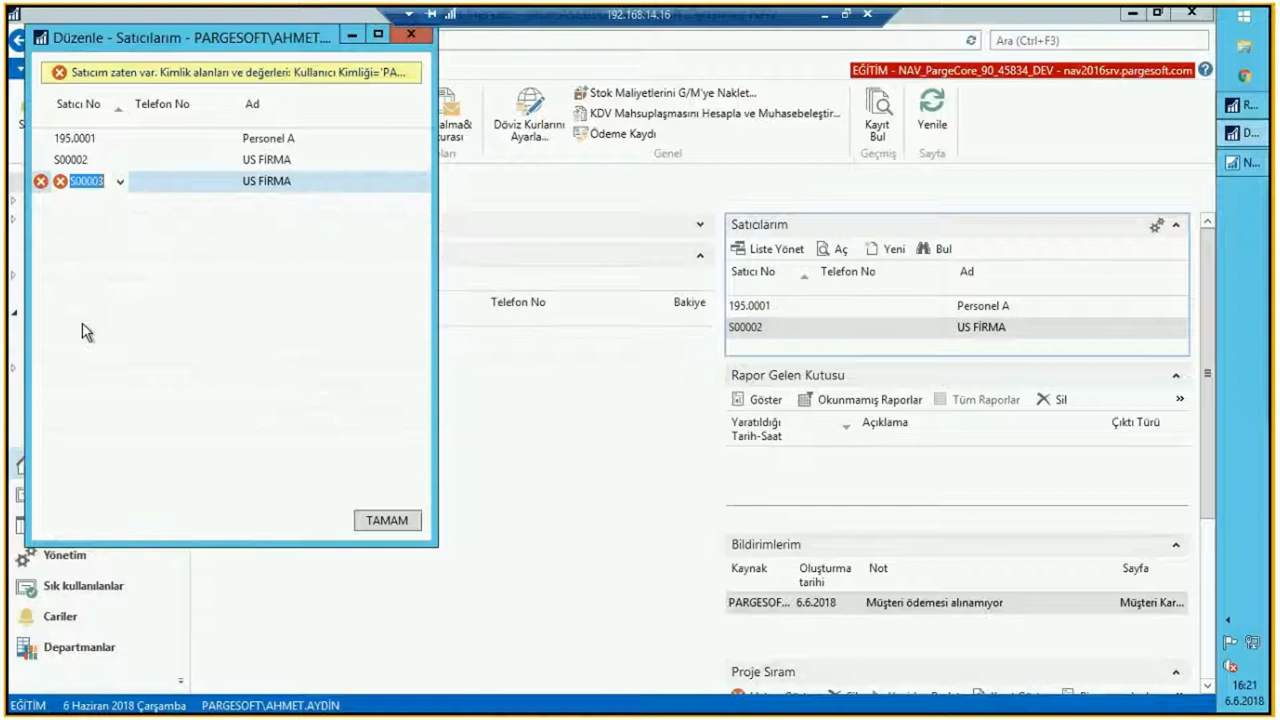 192.168.14.16
Düzenle - Satıcılarım - PARGESOFT\AHMET....
Ara (Ctrl+F3)
Satıcım zaten var. Kimlik alanları ve değerleri: Kullanıcı Kimliği='PA...
EĞİTİM - NAV_PargeCore_90_45834_DEV - nav2016srv.pargesoft.com
Satıcı No
Telefon No
Ad
195.0001
Personel A
S00002
US FİRMA
S00003
US FİRMA
TAMAM
Döviz Kurlarını
Ayarla...
Stok Maliyetlerini G/M'ye Naklet...
KDV Mahsuplaşmasını Hesapla ve Muhasebeleştir...
Ödeme Kaydı
Genel
Kayıt
Bul
Geçmiş
Yenile
Sayfa
Telefon No
Bakiye
Satıcılarım
Liste Yönet
Aç
Yeni
Bul
Satıcı No
Telefon No
Ad
195.0001
Personel A
S00002
US FİRMA
Rapor Gelen Kutusu
Göster
Okunmamış Raporlar
Tüm Raporlar
Sil
»
Yaratıldığı
Tarih-Saat
Açıklama
Çıktı Türü
Bildirimlerim
Kaynak
Oluşturma
tarihi
Not
Sayfa
PARGESOF...
6.6.2018
Müşteri ödemesi alınamıyor
Müşteri Kar...
Proje Sıram
Yönetim
Sık kullanılanlar
Cariler
Departmanlar
R...
D...
N...
16:21
6.6.2018
EĞİTİM
6 Haziran 2018 Çarşamba
PARGESOFT\AHMET.AYDIN